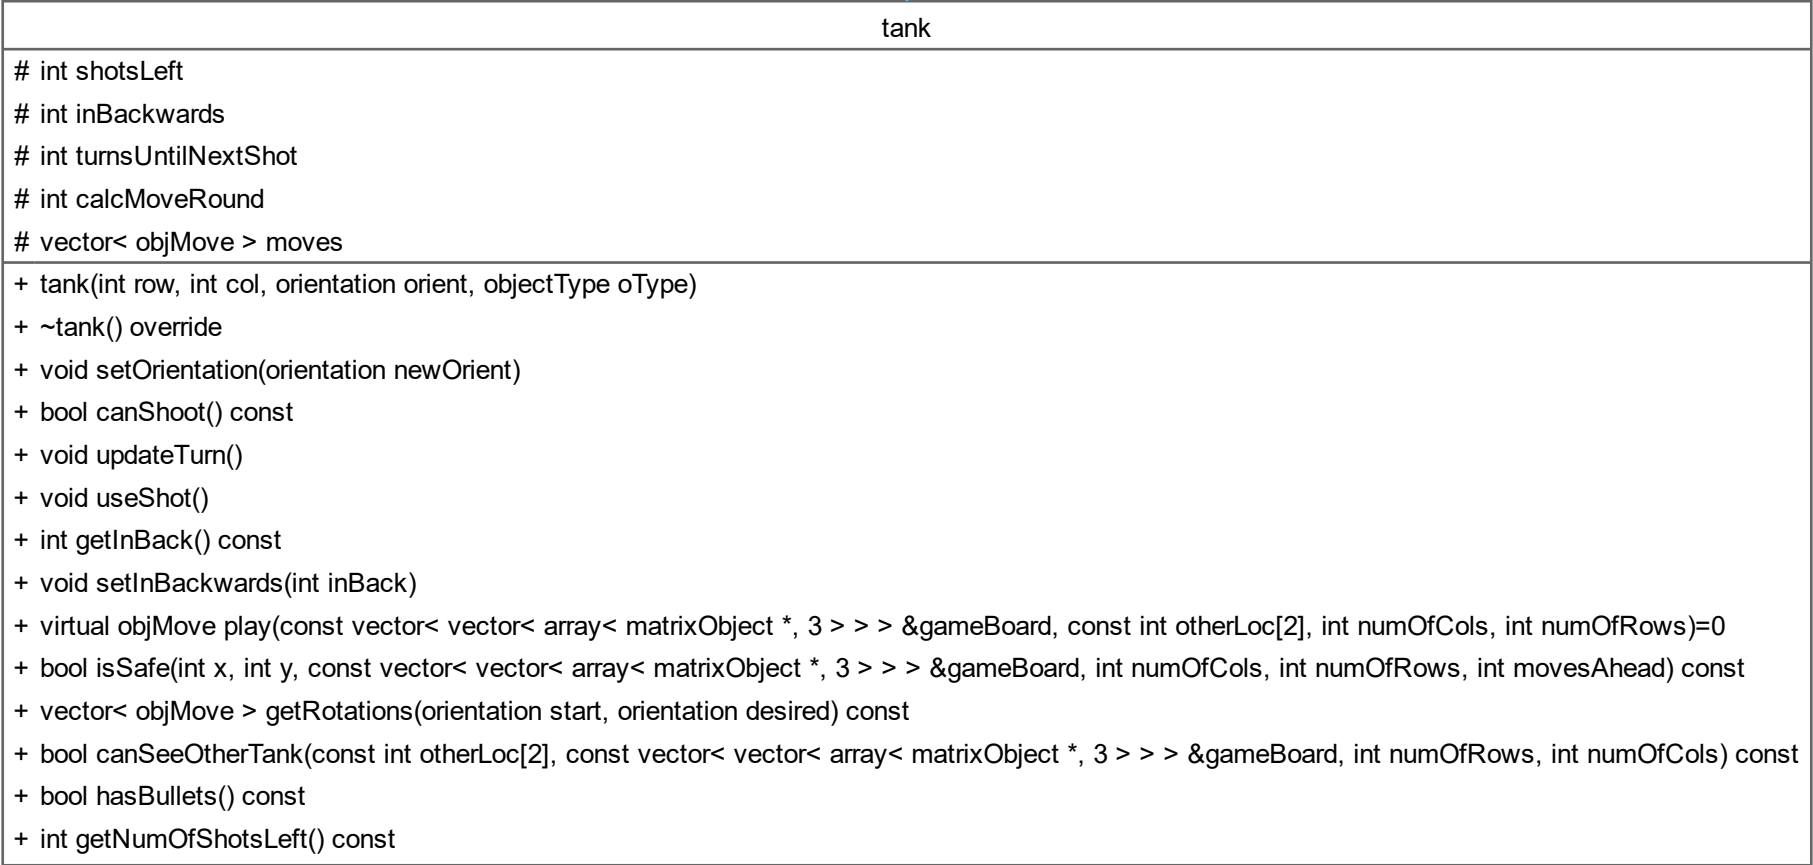 tank
# int shotsLeft
# int inBackwards
# int turnsUntilNextShot
# int calcMoveRound
# vector< objMove > moves
+ tank(int row, int col, orientation orient, objectType oType)
+ ~tank() override
+ void setOrientation(orientation newOrient)
+ bool canShoot() const
+ void updateTurn()
+ void useShot()
+ int getInBack() const
+ void setInBackwards(int inBack)
+ virtual objMove play(const vector< vector< array< matrixObject *, 3 > > > &gameBoard, const int otherLoc[2], int numOfCols, int numOfRows)=0
+ bool isSafe(int x, int y, const vector< vector< array< matrixObject *, 3 > > > &gameBoard, int numOfCols, int numOfRows, int movesAhead) const
+ vector< objMove > getRotations(orientation start, orientation desired) const
+ bool canSeeOtherTank(const int otherLoc[2], const vector< vector< array< matrixObject *, 3 > > > &gameBoard, int numOfRows, int numOfCols) const
+ bool hasBullets() const
+ int getNumOfShotsLeft() const